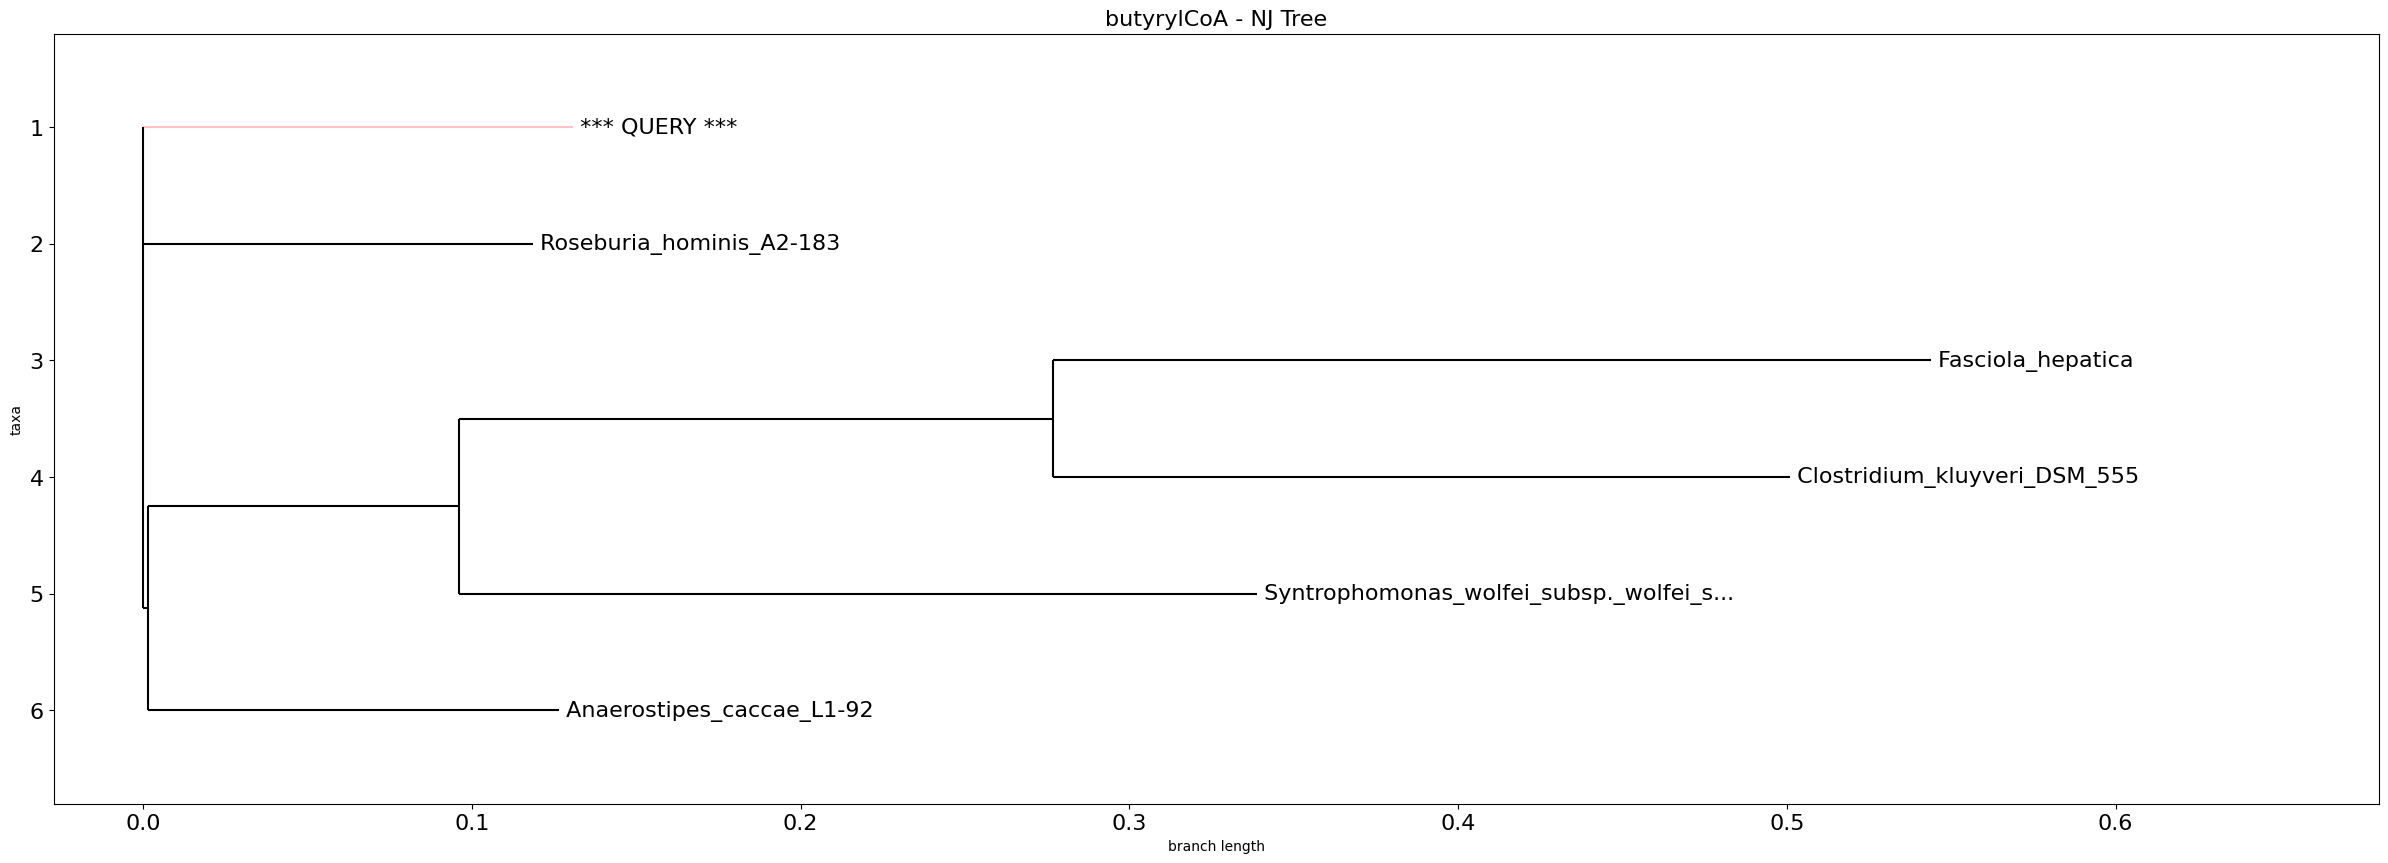 butyrylCoA - NJ Tree
1
*** QUERY ***
2
Roseburia_hominis_A2-183
3
Fasciola_hepatica
taxa
4
Clostridium_kluyveri_DSM_555
5
Syntrophomonas_wolfei_subsp._wolfei_s...
6
Anaerostipes_caccae_L1-92
0.0 0.1 0.2 0.3 0.4 0.5 0.6
branch length